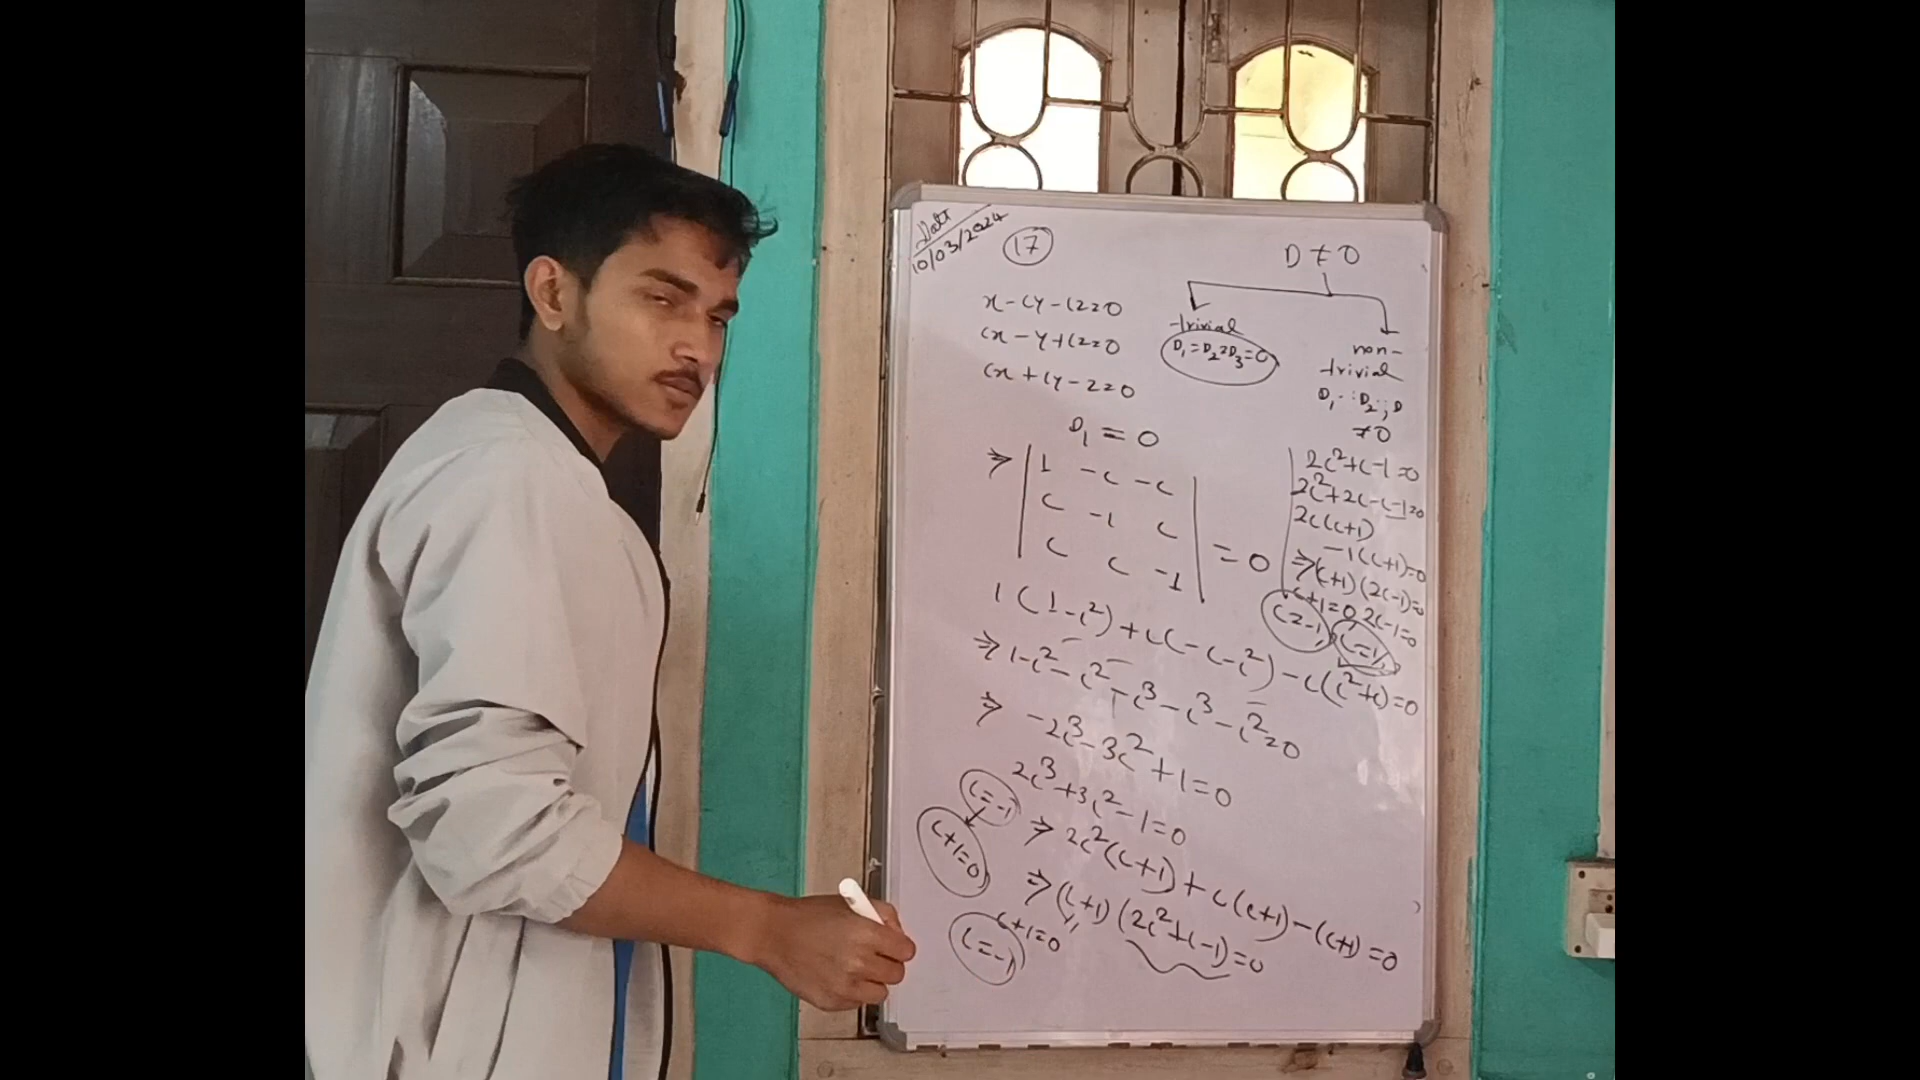 Date
10/03/2024
17
x - cy - cz = 0
cx - y + cz = 0
cx + cy - z = 0
D ≠ 0
trivial
D₁ = D₂ = D₃ = 0
non-
trivial
D₁ D₂ D
≠ 0
D₁ = 0
⇒ | 1 -c -c |
| c -1 c | = 0
| c c -1 |
1(1 - c²) + c(-c - c²) - c(c² + c) = 0
⇒ 1 - c² - c² - c³ - c³ - c² = 0
⇒ -2c³ - 3c² + 1 = 0
2c³ + 3c² - 1 = 0
c = -1
c + 1 = 0
⇒ 2c²(c+1) + c(c+1) - (c+1) = 0
⇒ (c+1)(2c² + c - 1) = 0
c + 1 = 0
c = -1
2c² + c - 1 = 0
2c² + 2c - c - 1 = 0
2c(c+1)
-1(c+1) = 0
⇒ (c+1)(2c-1) = 0
c + 1 = 0, 2c - 1 = 0
c = -1, c = 1/2